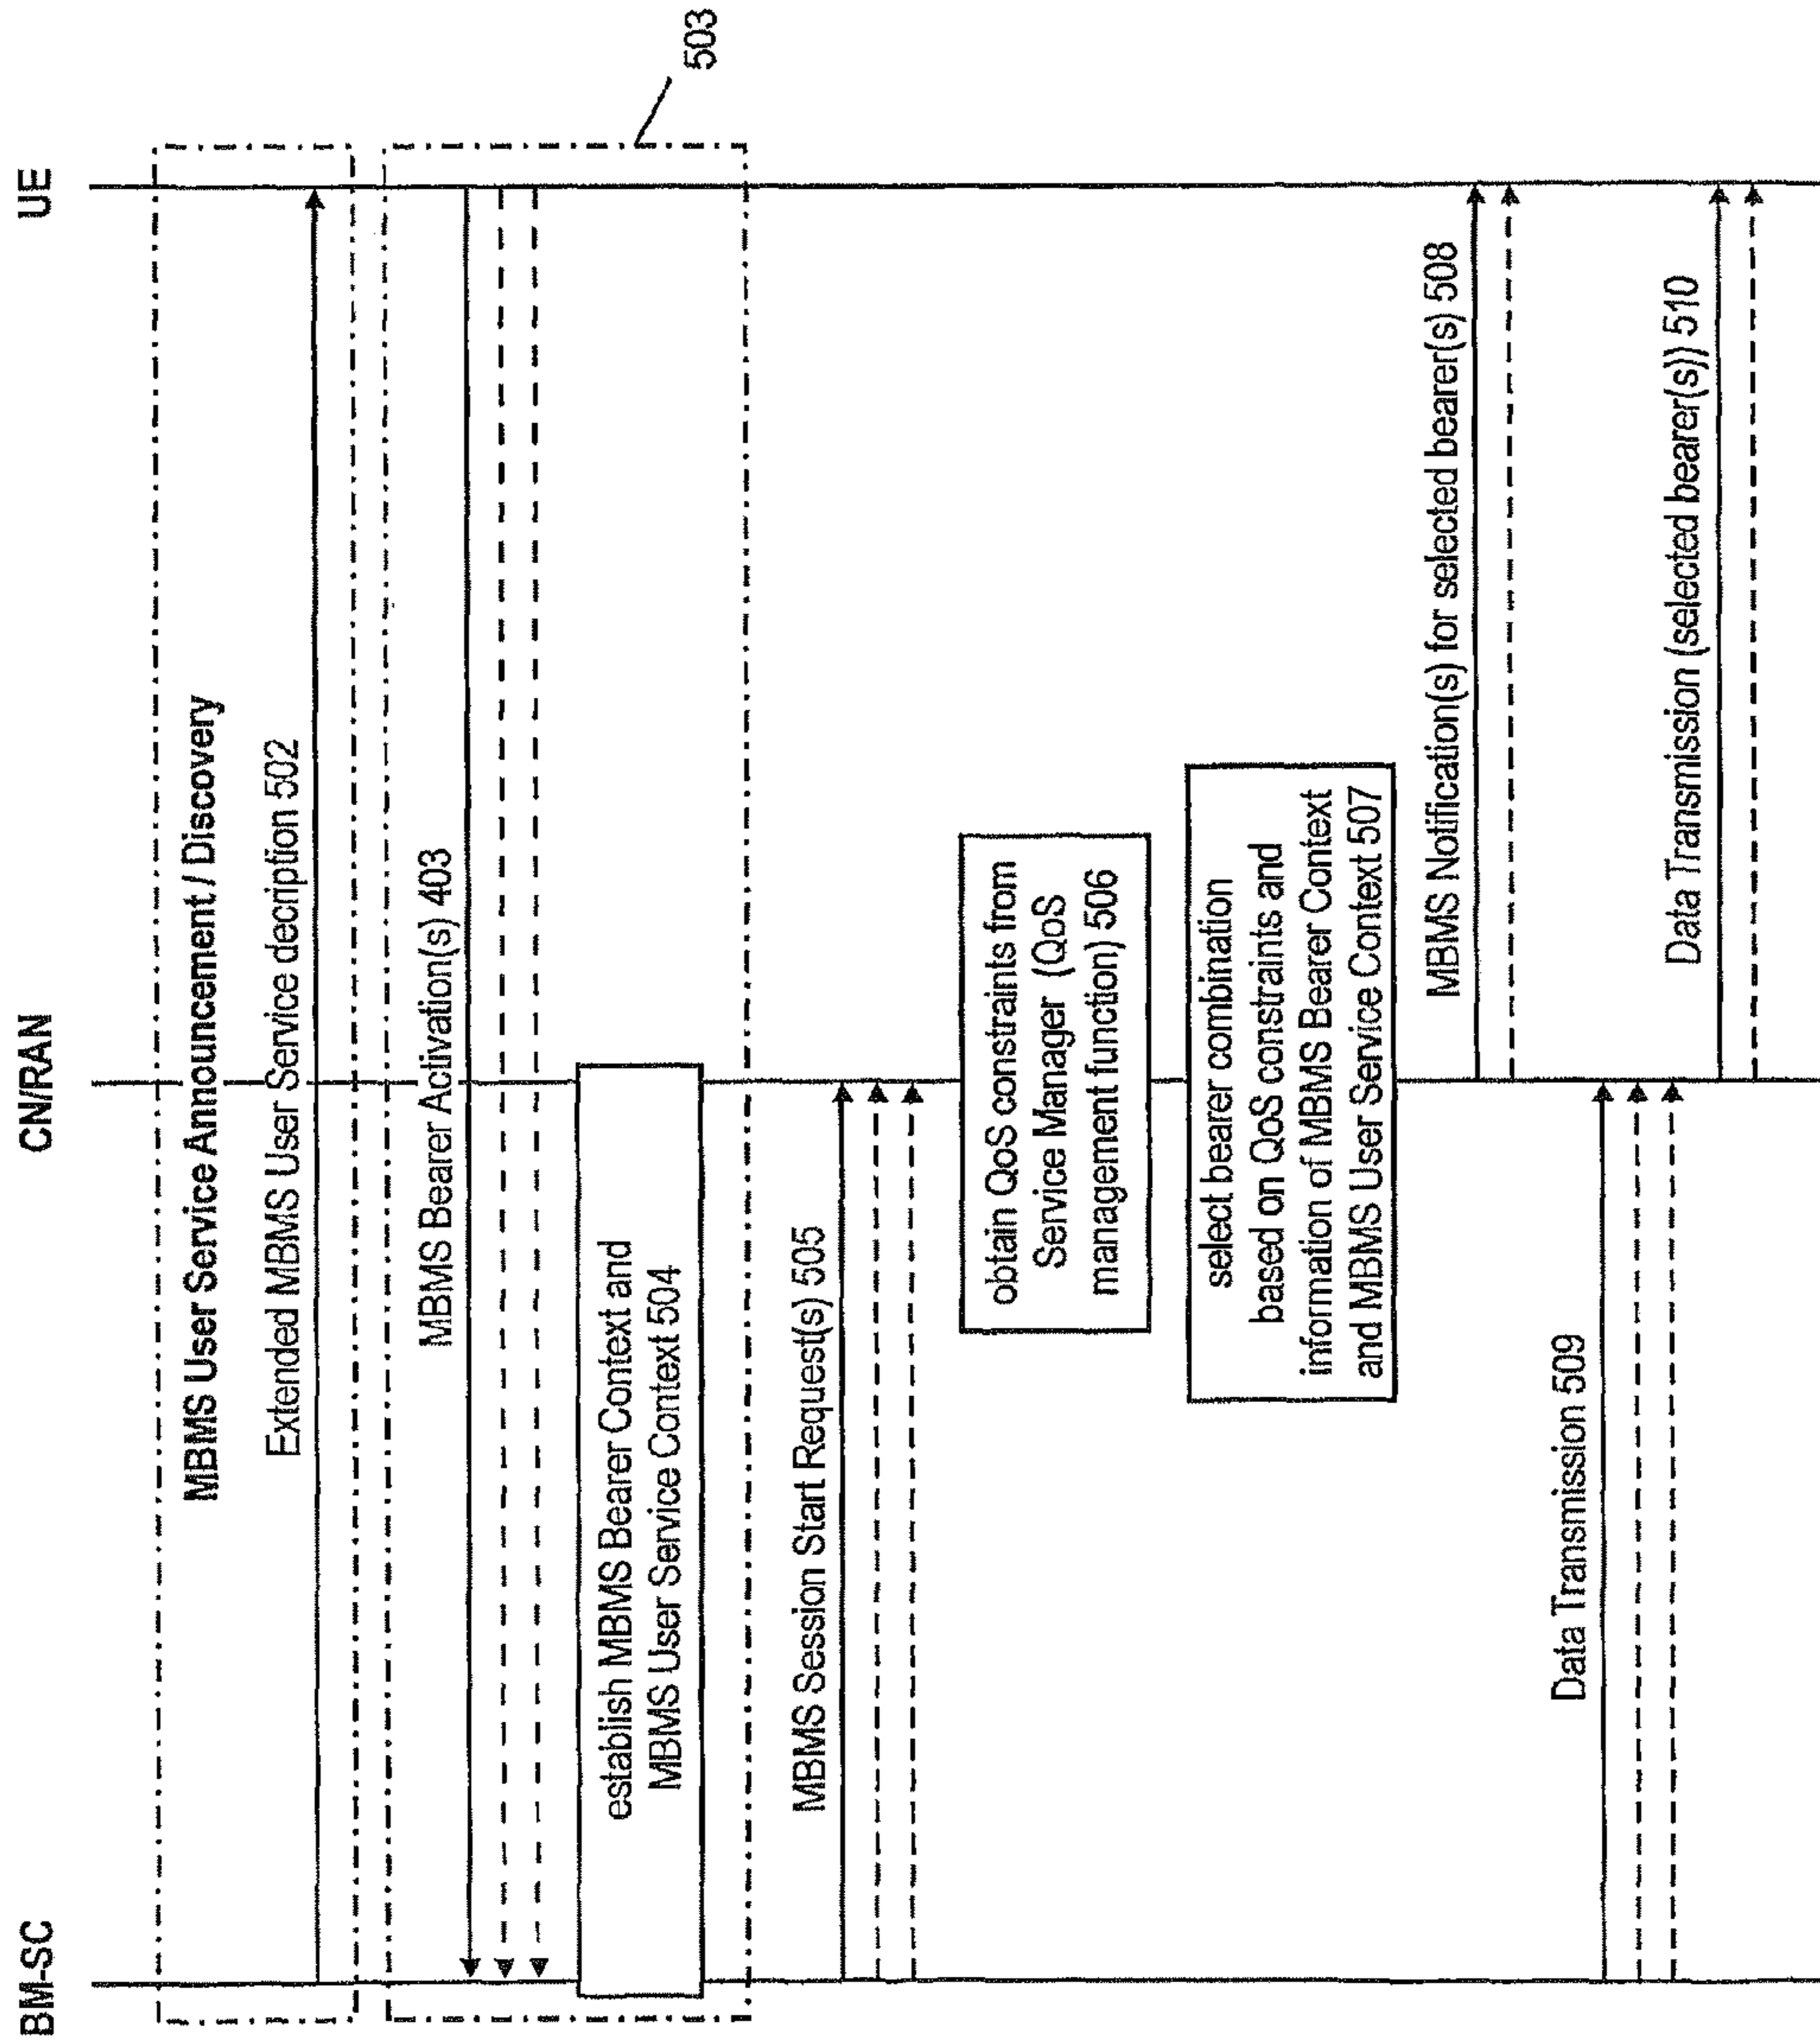 BM-SC
CN/RAN
UE
MBMS User Service Announcement / Discovery
Extended MBMS User Service decription 502
503
MBMS Bearer Activation(s) 403
establish MBMS Bearer Context and
MBMS User Service Context 504
MBMS Session Start Request(s) 505
obtain QoS constraints from
Service Manager (QoS
management function) 506
select bearer combination
based on QoS constraints and
information of MBMS Bearer Context
and MBMS User Service Context 507
MBMS Notification(s) for selected bearer(s) 508
Data Transmission 509
Data Transmission (selected bearer(s)) 510